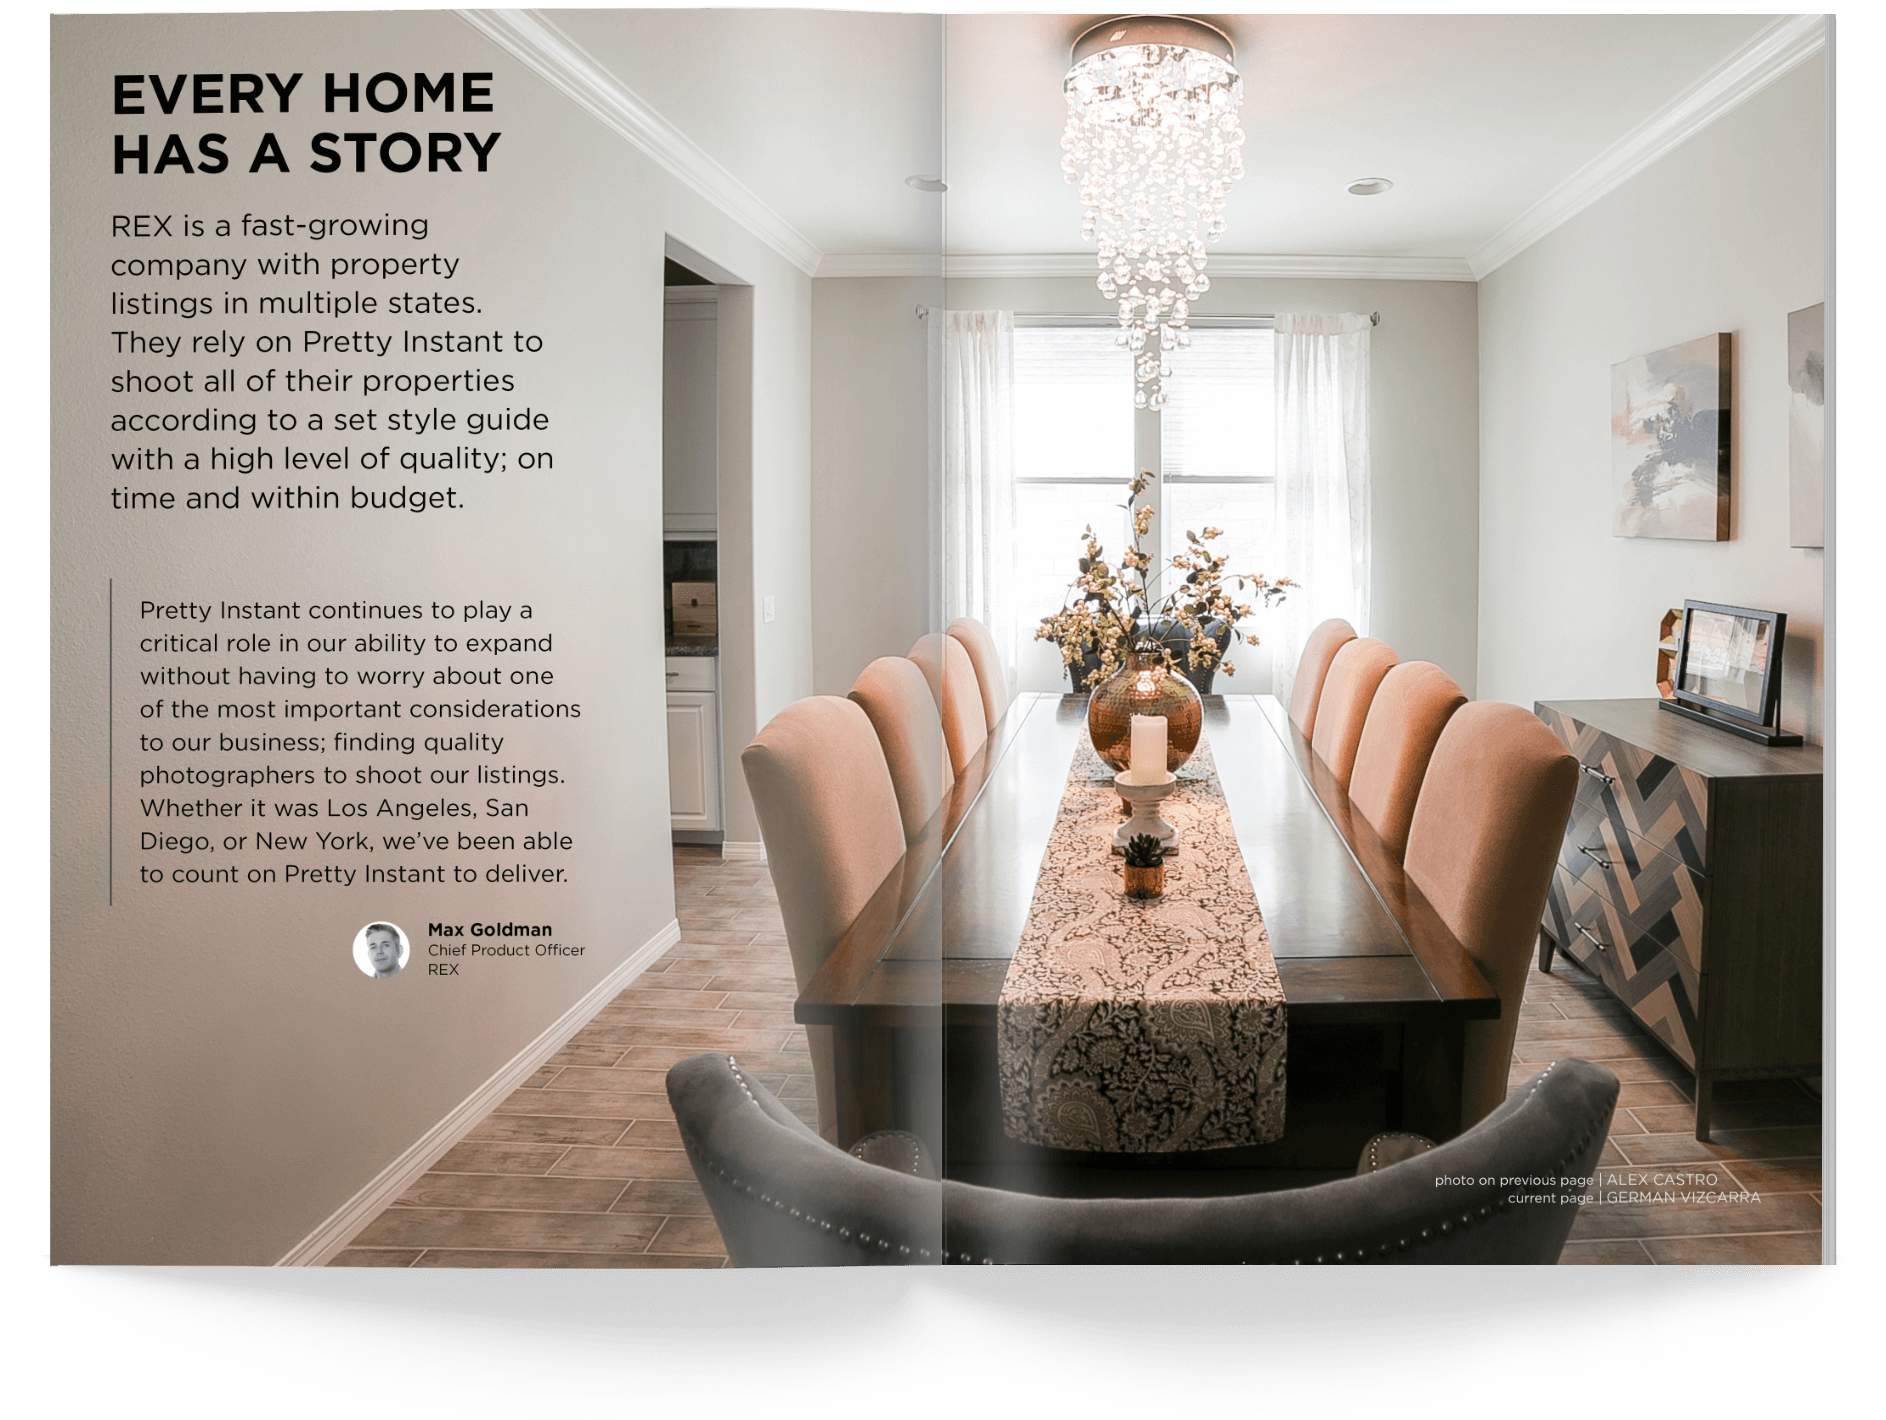 EVERY HOME
HAS A STORY
REX is a fast-growing
company with property
listings in multiple states.
They rely on Pretty Instant to
shoot all of their properties
according to a set style guide
with a high level of quality; on
time and within budget.
Pretty Instant continues to play a
critical role in our ability to expand
without having to worry about one
of the most important considerations
to our business; finding quality
photographers to shoot our listings.
Whether it was Los Angeles, San
Diego, or New York, we’ve been able
to count on Pretty Instant to deliver.
Max Goldman
Chief Product Officer
REX
photo on previous page | ALEX CASTRO
current page | GERMAN VIZCARRA